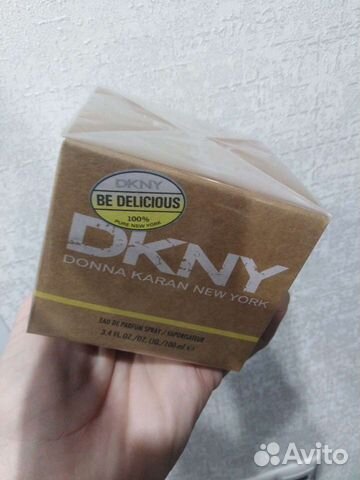 DKNY
BE DELICIOUS
100%
PURE NEW YORK
DKNY
DONNA KARAN NEW YORK
EAU DE PARFUM SPRAY / VAPORISATEUR
3.4 FL.OZ./OZ. LIQ./100 ml e
Avito